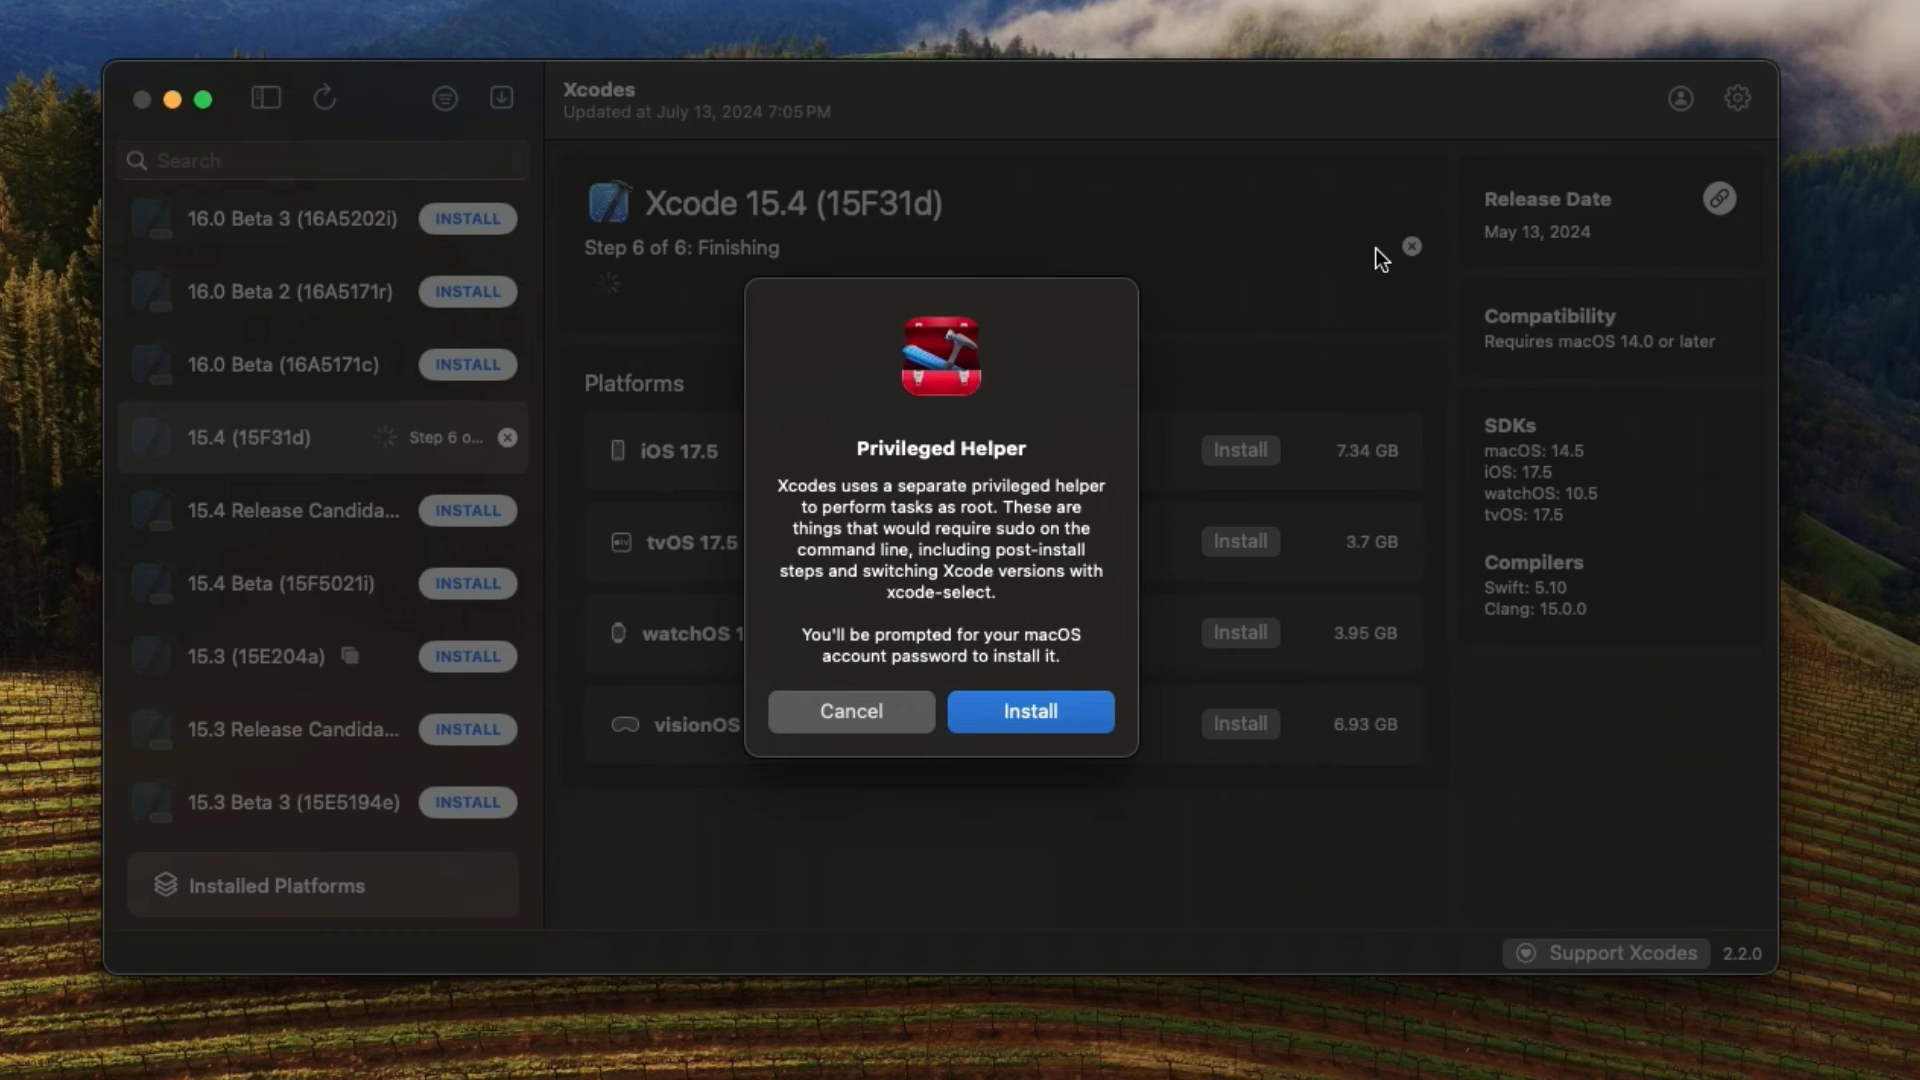 Xcodes
Updated at July 13, 2024 7:05 PM
Search
16.0 Beta 3 (16A5202i) INSTALL
16.0 Beta 2 (16A5171r) INSTALL
16.0 Beta (16A5171c) INSTALL
15.4 (15F31d) Step 6 o...
15.4 Release Candida... INSTALL
15.4 Beta (15F5021i) INSTALL
15.3 (15E204a) INSTALL
15.3 Release Candida... INSTALL
15.3 Beta 3 (15E5194e) INSTALL
Installed Platforms
Xcode 15.4 (15F31d)
Step 6 of 6: Finishing
Platforms
iOS 17.5 Install 7.34 GB
tvOS 17.5 Install 3.7 GB
watchOS 1 Install 3.95 GB
visionOS Install 6.93 GB
Privileged Helper
Xcodes uses a separate privileged helper
to perform tasks as root. These are
things that would require sudo on the
command line, including post-install
steps and switching Xcode versions with
xcode-select.
You'll be prompted for your macOS
account password to install it.
Cancel Install
Release Date
May 13, 2024
Compatibility
Requires macOS 14.0 or later
SDKs
macOS: 14.5
iOS: 17.5
watchOS: 10.5
tvOS: 17.5
Compilers
Swift: 5.10
Clang: 15.0.0
Support Xcodes 2.2.0